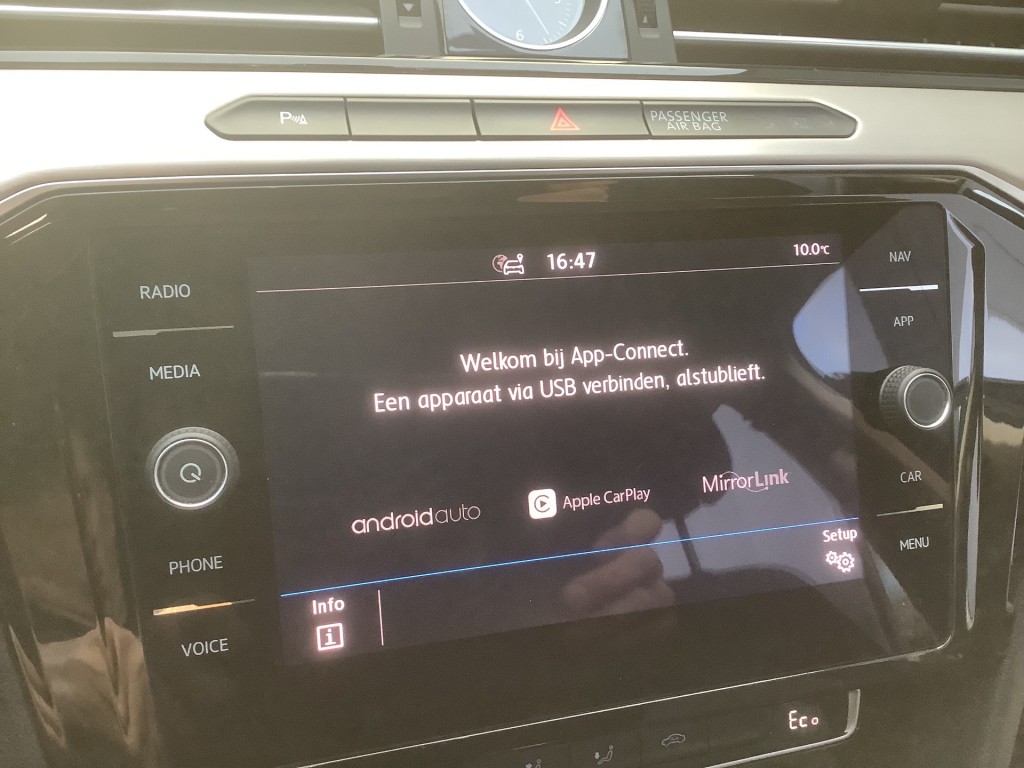 6
P
PASSENGER
AIR BAG
16:47
10.0°C
RADIO
MEDIA
PHONE
VOICE
NAV
APP
CAR
MENU
Welkom bij App-Connect.
Een apparaat via USB verbinden, alstublieft.
androidauto
Apple CarPlay
MirrorLink
Info
i
Setup
Eco